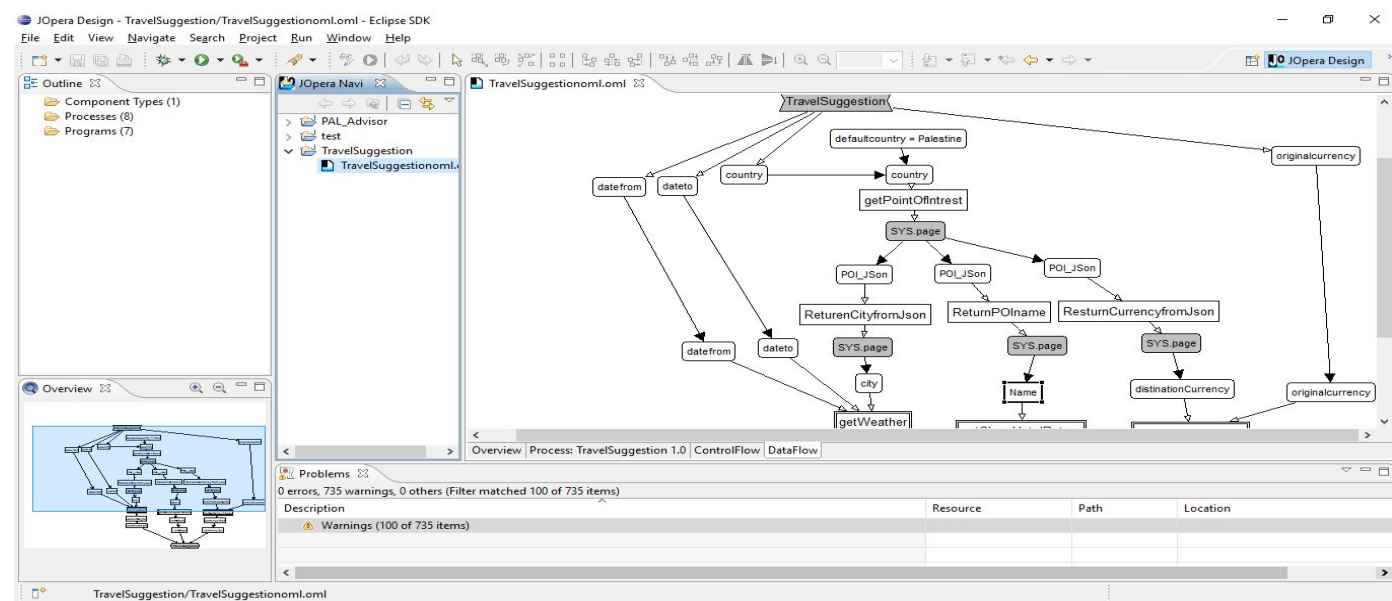 JOpera Design - TravelSuggestion/TravelSuggestionoml.oml - Eclipse SDK
File Edit View Navigate Search Project Run Window Help
JOpera Design
Outline
Component Types (1)
Processes (8)
Programs (7)
JOpera Navi
PAL_Advisor
test
TravelSuggestion
TravelSuggestionoml.
TravelSuggestionoml.oml
TravelSuggestion
defaultcountry = Palestine
originalcurrency
country
country
datefrom
dateto
getPointOfIntrest
SYS.page
POI_JSon
POI_JSon
POI_JSon
ReturenCityfromJson
ReturnPOIname
ResturnCurrencyfromJson
datefrom
dateto
SYS.page
SYS.page
SYS.page
city
Name
distinationCurrency
originalcurrency
getWeather
Overview Process: TravelSuggestion 1.0 ControlFlow DataFlow
Overview
Problems
0 errors, 735 warnings, 0 others (Filter matched 100 of 735 items)
Description Resource Path Location
Warnings (100 of 735 items)
TravelSuggestion/TravelSuggestionoml.oml